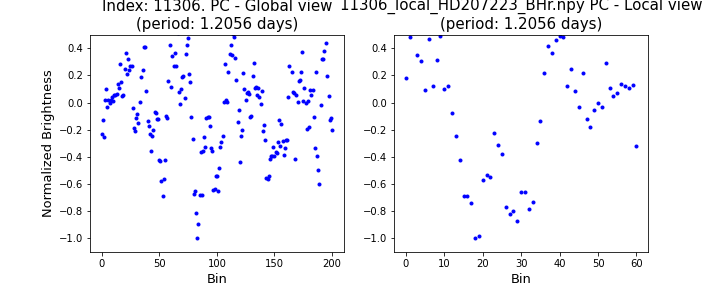 Index: 11306. PC - Global view
(period: 1.2056 days)
11306_local_HD207223_BHr.npy PC - Local view
(period: 1.2056 days)
Normalized Brightness
0.4
0.2
0.0
−0.2
−0.4
−0.6
−0.8
−1.0
0 50 100 150 200
Bin
0.4
0.2
0.0
−0.2
−0.4
−0.6
−0.8
−1.0
0 10 20 30 40 50 60
Bin